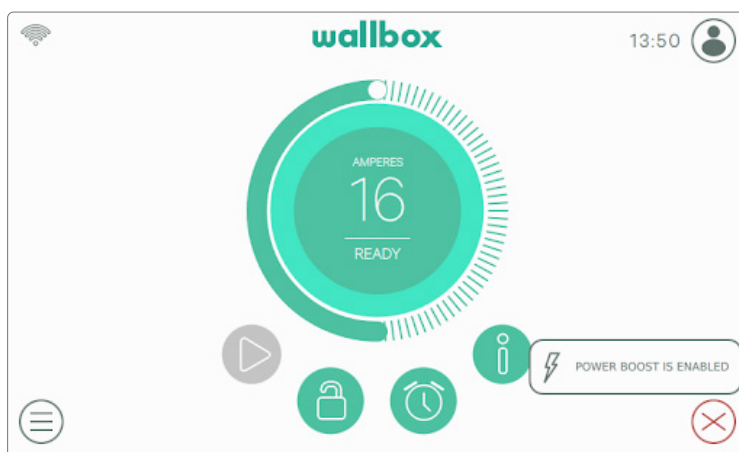 wallbox
13:50
AMPERES
16
READY
POWER BOOST IS ENABLED